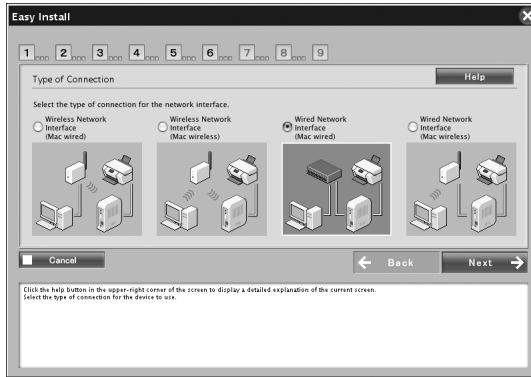 Easy Install
1 2 3 4 5 6 7 8 9
Type of Connection
Help
Select the type of connection for the network interface.
Wireless Network
Interface
(Mac wired)
Wireless Network
Interface
(Mac wireless)
Wired Network
Interface
(Mac wired)
Wired Network
Interface
(Mac wireless)
Cancel
Back
Next
Click the help button in the upper-right corner of the screen to display a detailed explanation of the current screen.
Select the type of connection for the device to use.